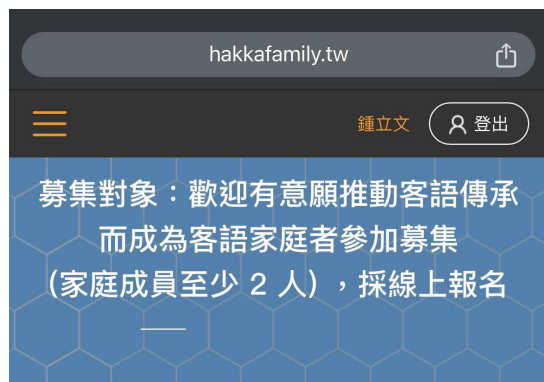 hakkafamily.tw
鍾立文 登出
募集對象：歡迎有意願推動客語傳承
而成為客語家庭者參加募集
（家庭成員至少 2 人），採線上報名